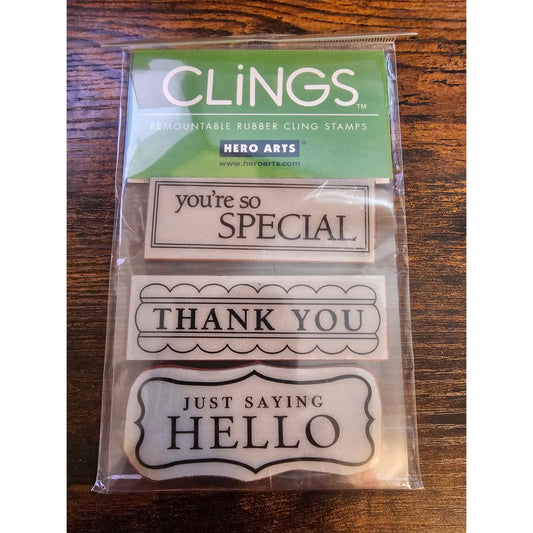 CLiNGS™
REMOUNTABLE RUBBER CLING STAMPS
HERO ARTS®
www.heroarts.com
you're so
SPECIAL
THANK YOU
JUST SAYING
HELLO